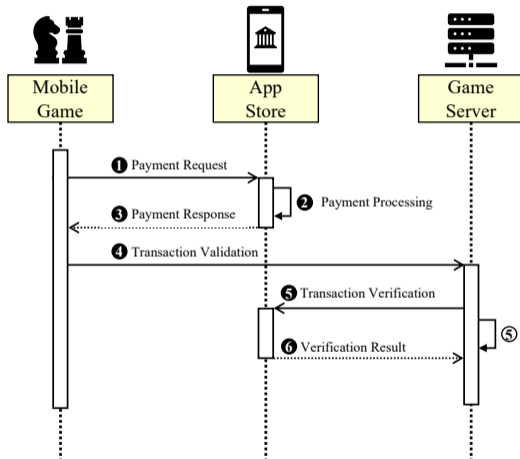 Mobile
Game
App
Store
Game
Server
❶ Payment Request
❷ Payment Processing
❸ Payment Response
❹ Transaction Validation
❺ Transaction Verification
⑤
❻ Verification Result